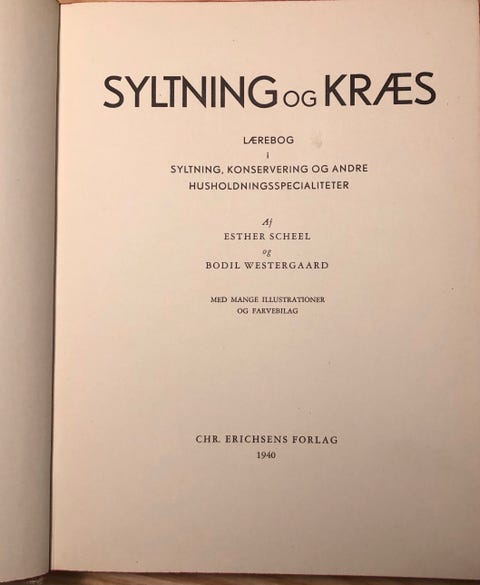 SYLTNING OG KRÆS
LÆREBOG
I
SYLTNING, KONSERVERING OG ANDRE
HUSHOLDNINGSSPECIALITETER
Af
ESTHER SCHEEL
og
BODIL WESTERGAARD
MED MANGE ILLUSTRATIONER
OG FARVEBILAG
CHR. ERICHSENS FORLAG
1940